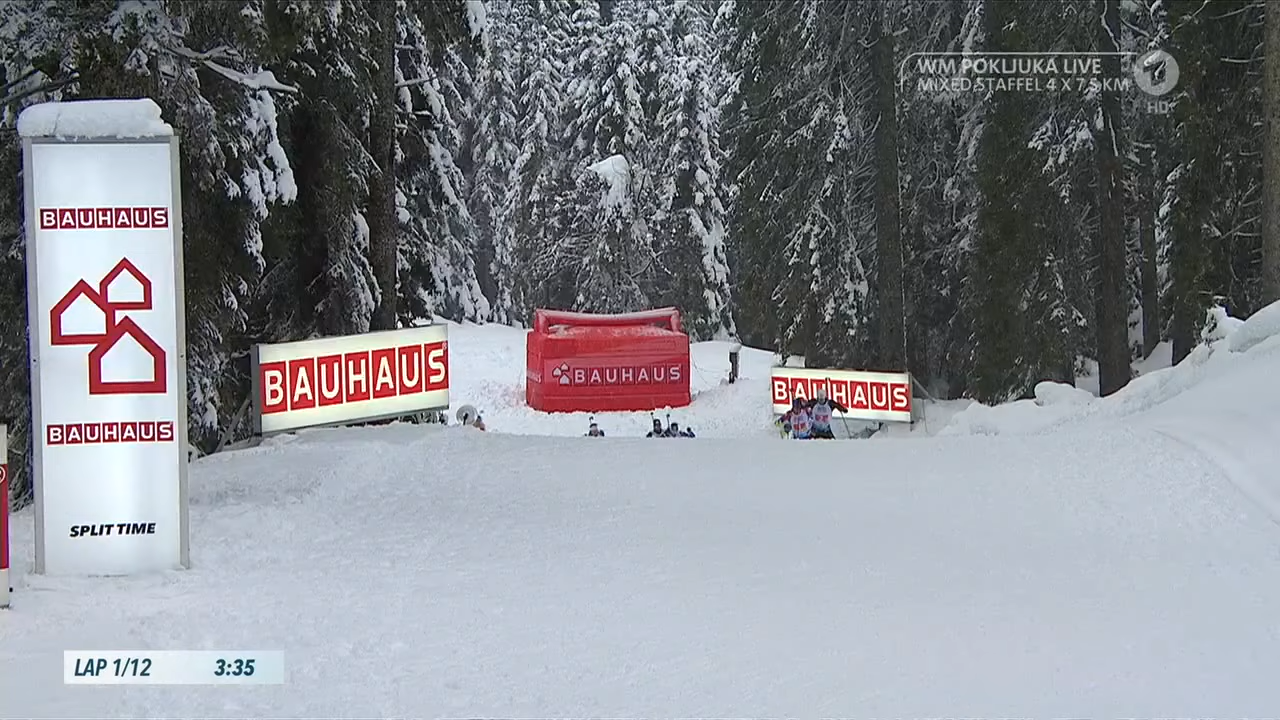 WM POKLJUKA LIVE
MIXED STAFFEL 4 X 7,5 KM
1
HD
BAUHAUS
BAUHAUS
SPLIT TIME
BAUHAUS®
BAUHAUS
BAUHAUS
LAP 1/12 3:35